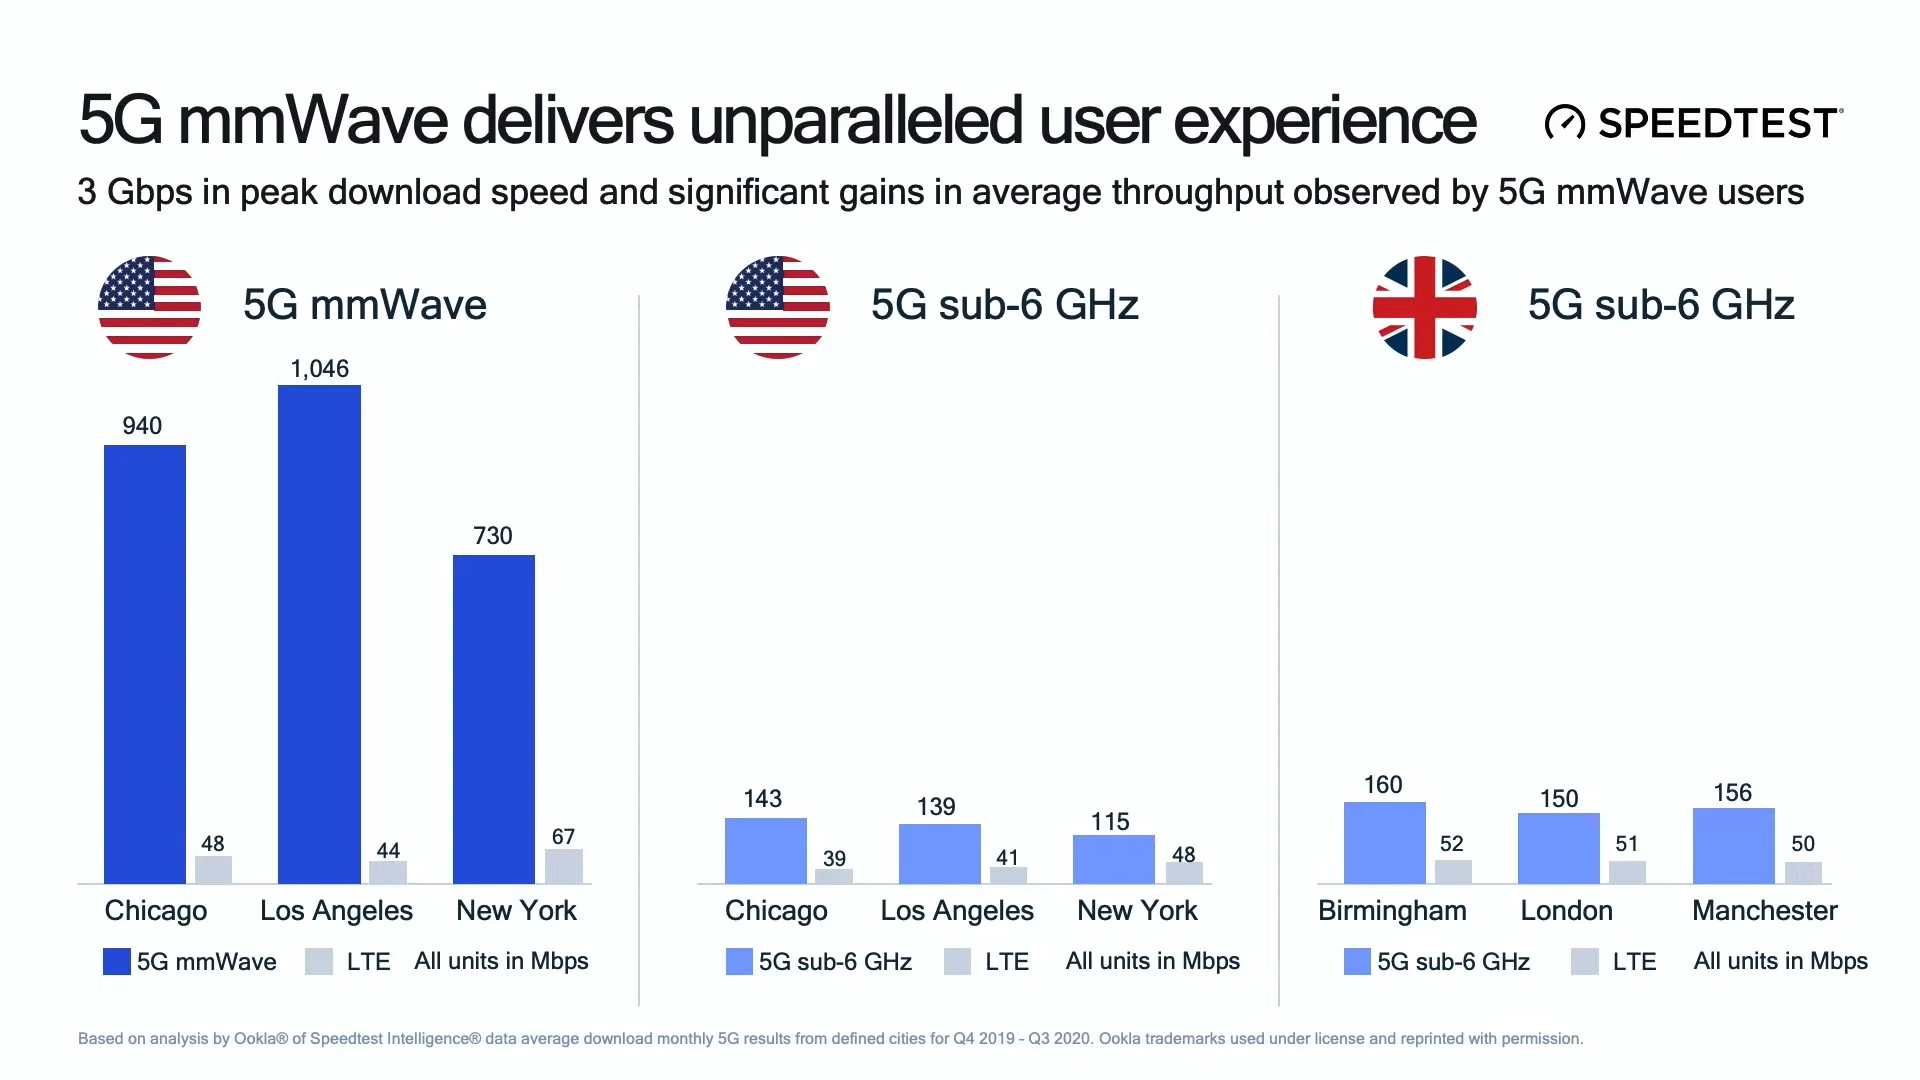 5G mmWave delivers unparalleled user experience
SPEEDTEST®
3 Gbps in peak download speed and significant gains in average throughput observed by 5G mmWave users
5G mmWave
1,046
940
730
48
44
67
Chicago Los Angeles New York
5G mmWave LTE All units in Mbps
5G sub-6 GHz
143
139
115
39
41
48
Chicago Los Angeles New York
5G sub-6 GHz LTE All units in Mbps
5G sub-6 GHz
160
150
156
52
51
50
Birmingham London Manchester
5G sub-6 GHz LTE All units in Mbps
Based on analysis by Ookla® of Speedtest Intelligence® data average download monthly 5G results from defined cities for Q4 2019 - Q3 2020. Ookla trademarks used under license and reprinted with permission.